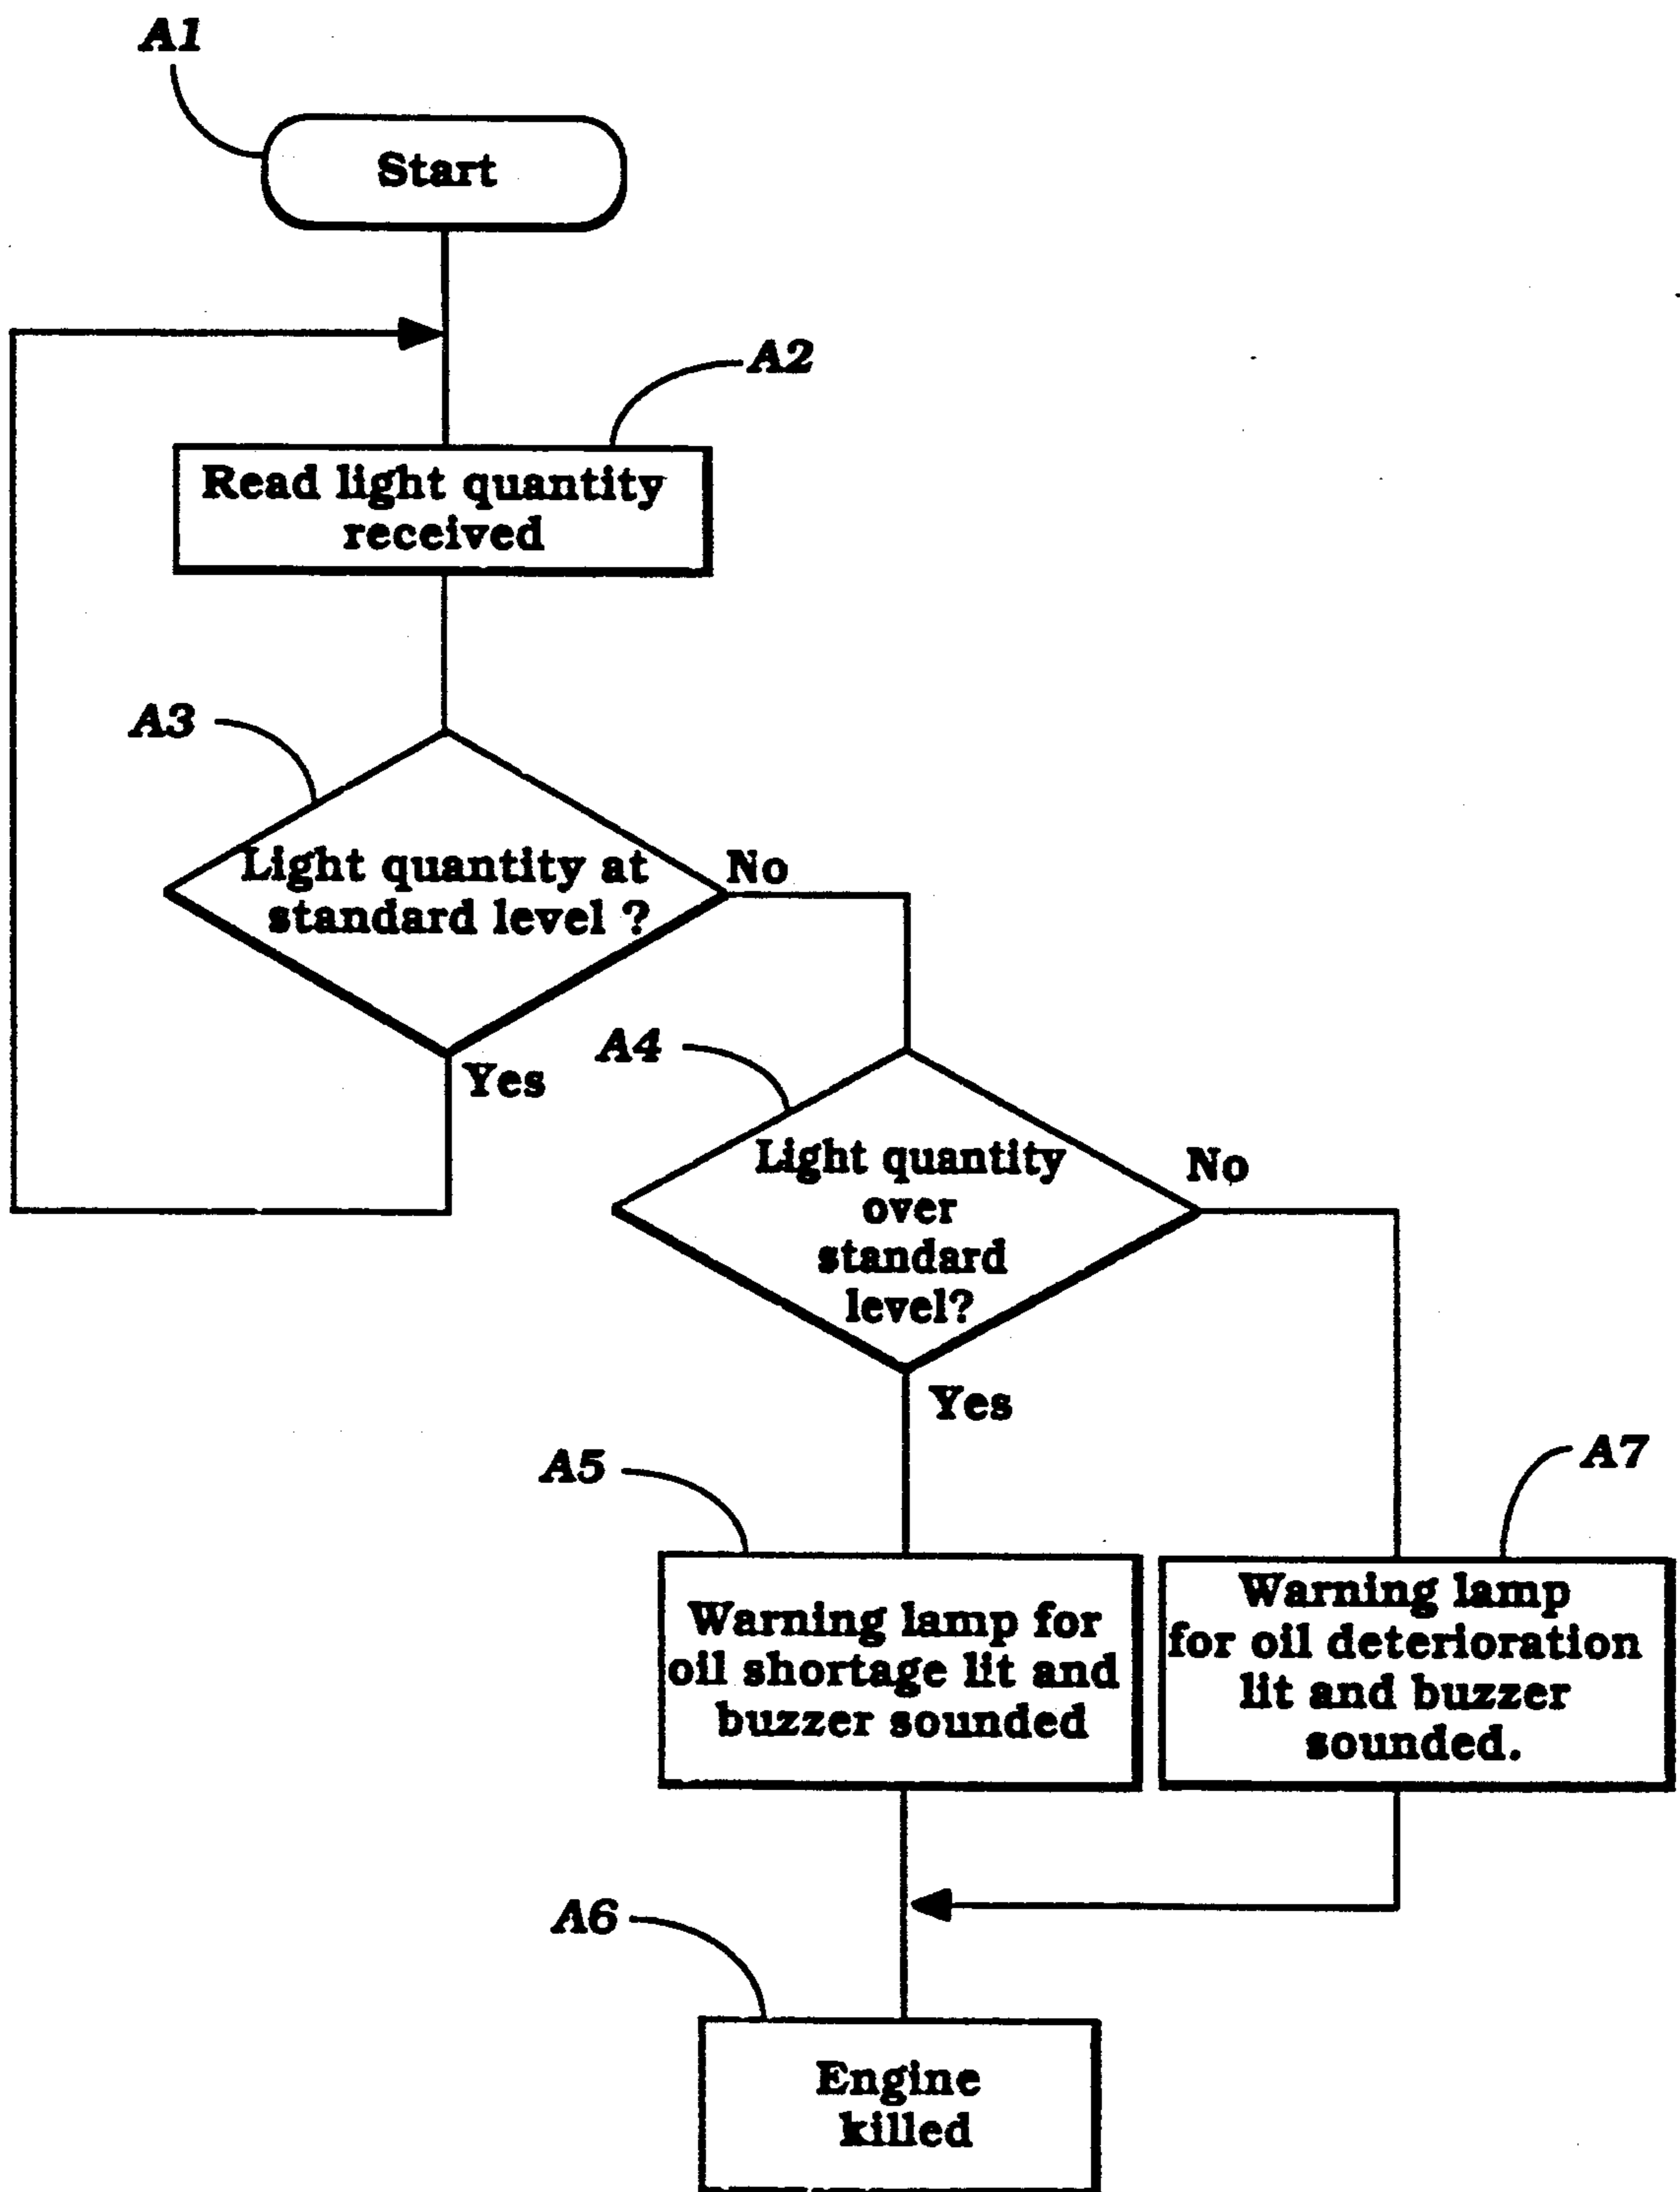 A1
Start
A2
Read light quantity
received
A3
Light quantity at
standard level ?
No
Yes
A4
Light quantity
over
standard
level?
No
Yes
A5
Warning lamp for
oil shortage lit and
buzzer sounded
A7
Warning lamp
for oil deterioration
lit and buzzer
sounded.
A6
Engine
killed